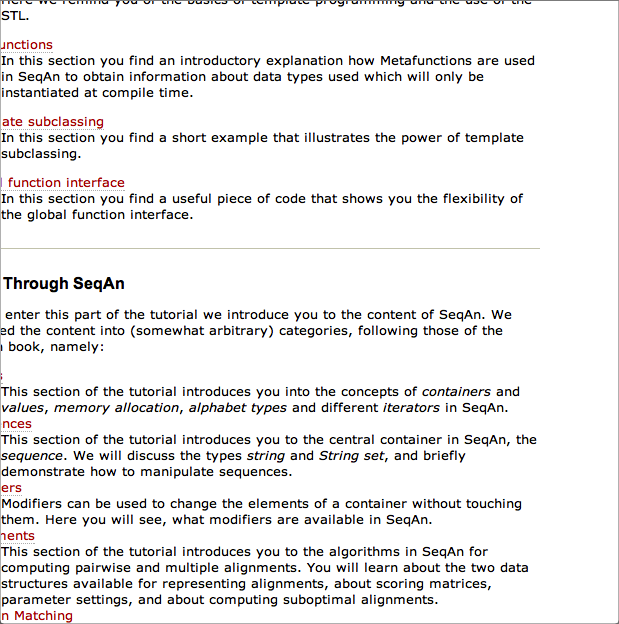 Here we remind you of the basics of template programming and the use of the
STL.
unctions
In this section you find an introductory explanation how Metafunctions are used
in SeqAn to obtain information about data types used which will only be
instantiated at compile time.
ate subclassing
In this section you find a short example that illustrates the power of template
subclassing.
function interface
In this section you find a useful piece of code that shows you the flexibility of
the global function interface.
Through SeqAn
enter this part of the tutorial we introduce you to the content of SeqAn. We
ed the content into (somewhat arbitrary) categories, following those of the
book, namely:
This section of the tutorial introduces you into the concepts of containers and
values, memory allocation, alphabet types and different iterators in SeqAn.
nces
This section of the tutorial introduces you to the central container in SeqAn, the
sequence. We will discuss the types string and String set, and briefly
demonstrate how to manipulate sequences.
ers
Modifiers can be used to change the elements of a container without touching
them. Here you will see, what modifiers are available in SeqAn.
ments
This section of the tutorial introduces you to the algorithms in SeqAn for
computing pairwise and multiple alignments. You will learn about the two data
structures available for representing alignments, about scoring matrices,
parameter settings, and about computing suboptimal alignments.
n Matching